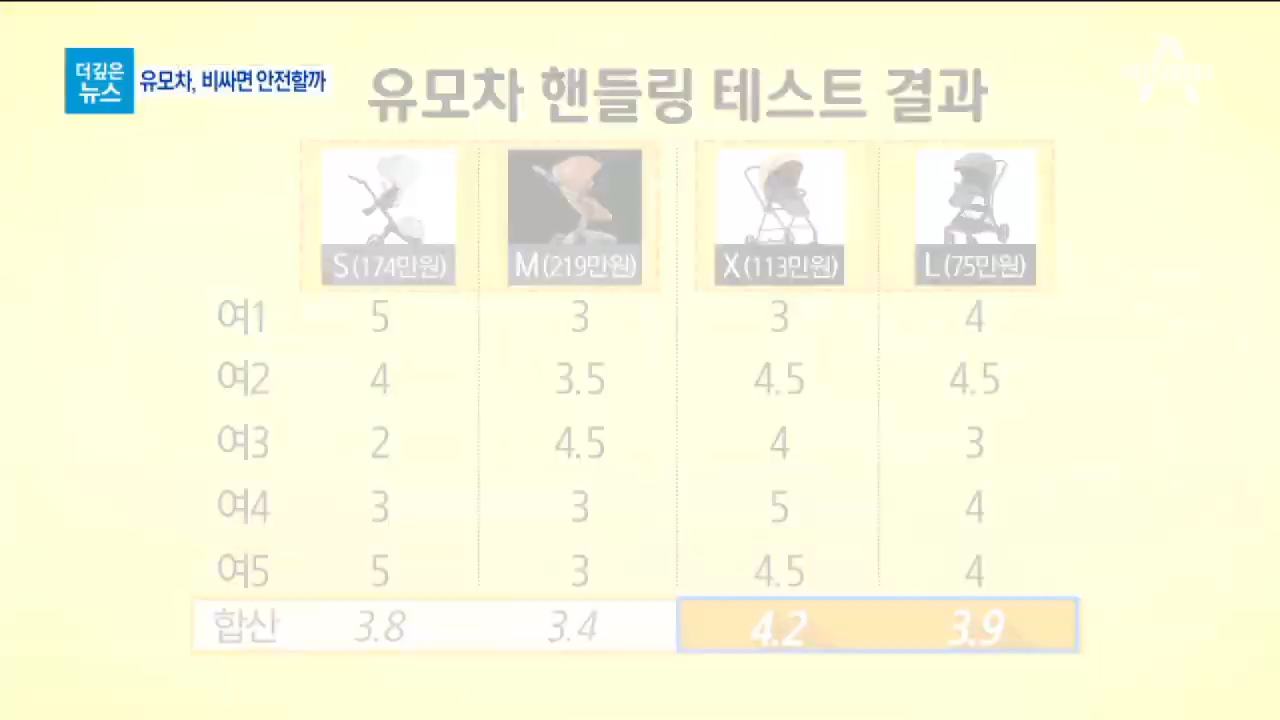 더깊은
뉴스
유모차, 비싸면 안전할까
유모차 핸들링 테스트 결과
S(174만원) M(219만원) X(113만원) L(75만원)
여1 5 3 3 4
여2 4 3.5 4.5 4.5
여3 2 4.5 4 3
여4 3 3 5 4
여5 5 3 4.5 4
합산 3.8 3.4 4.2 3.9